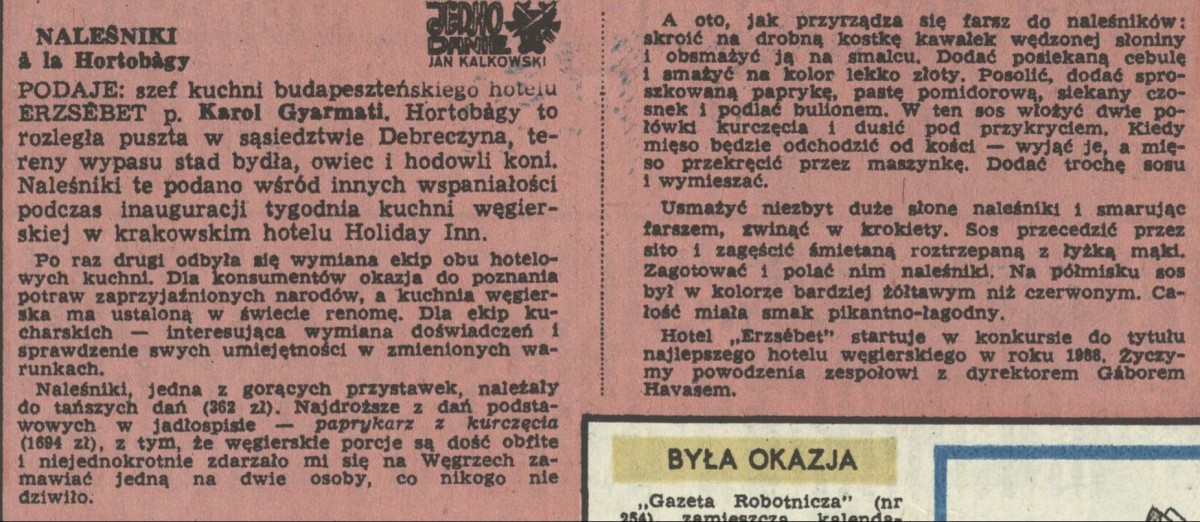 NALEŚNIKI
à la Hortobàgy
JEDNO
DANIE
JAN KALKOWSKI
PODAJE: szef kuchni budapeszteńskiego hotelu
ERZSÊBET p. Karol Gyarmati. Hortobàgy to
rozległa puszta w sąsiedztwie Debreczyna, te-
reny wypasu stad bydła, owiec i hodowli koni.
Naleśniki te podano wśród innych wspaniałości
podczas inauguracji tygodnia kuchni węgier-
skiej w krakowskim hotelu Holiday Inn.
Po raz drugi odbyła się wymiana ekip obu hotelo-
wych kuchni. Dla konsumentów okazja do poznania
potraw zaprzyjaźnionych narodów, a kuchnia węgier-
ska ma ustaloną w świecie renomę. Dla ekip ku-
charskich — interesująca wymiana doświadczeń i
sprawdzenie swych umiejętności w zmienionych wa-
runkach.
Naleśniki, jedna z gorących przystawek, należały
do tańszych dań (362 zł). Najdroższe z dań podsta-
wowych w jadłospisie — paprykarz z kurczęcia
(1694 zł), z tym, że węgierskie porcje są dość obfite
i niejednokrotnie zdarzało mi się na Węgrzech za-
mawiać jedną na dwie osoby, co nikogo nie
dziwiło.
A oto, jak przyrządza się farsz do naleśników:
skroić na drobną kostkę kawałek wędzonej słoniny
i obsmażyć ją na smalcu. Dodać posiekaną cebulę
i smażyć na kolor lekko złoty. Posolić, dodać spro-
szkowaną paprykę, pastę pomidorową, siekany czo-
snek i podlać bulionem. W ten sos włożyć dwie po-
łówki kurczęcia i dusić pod przykryciem. Kiedy
mięso będzie odchodzić od kości — wyjąć je, a mię-
so przekręcić przez maszynkę. Dodać trochę sosu
i wymieszać.
Usmażyć niezbyt duże słone naleśniki i smarując
farszem, zwinąć w krokiety. Sos przecedzić przez
sito i zagęścić śmietaną roztrzepaną z łyżką mąki.
Zagotować i polać nim naleśniki. Na półmisku sos
był w kolorze bardziej żółtawym niż czerwonym. Ca-
łość miała smak pikantno-łagodny.
Hotel „Erzsébet" startuje w konkursie do tytułu
najlepszego hotelu węgierskiego w roku 1988. Życzy-
my powodzenia zespołowi z dyrektorem Gáborem
Havasem.
BYŁA OKAZJA
„Gazeta Robotnicza" (nr
254) zamieszcza kalenda-